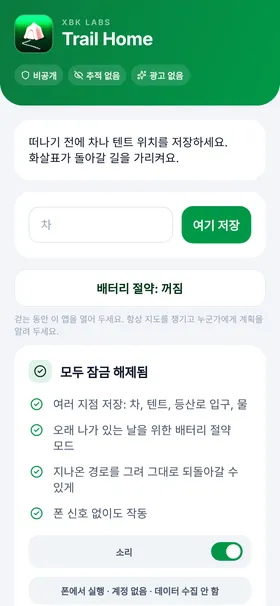 XBK LABS
Trail Home
비공개
추적 없음
광고 없음
떠나기 전에 차나 텐트 위치를 저장하세요.
화살표가 돌아갈 길을 가리켜요.
차
여기 저장
배터리 절약: 꺼짐
걷는 동안 이 앱을 열어 두세요. 항상 지도를 챙기고 누군가에게 계획을
알려 두세요.
모두 잠금 해제됨
여러 지점 저장: 차, 텐트, 등산로 입구, 물
오래 나가 있는 날을 위한 배터리 절약
모드
지나온 경로를 그려 그대로 되돌아갈 수
있게
폰 신호 없이도 작동
소리
폰에서 실행 · 계정 없음 · 데이터 수집 안 함